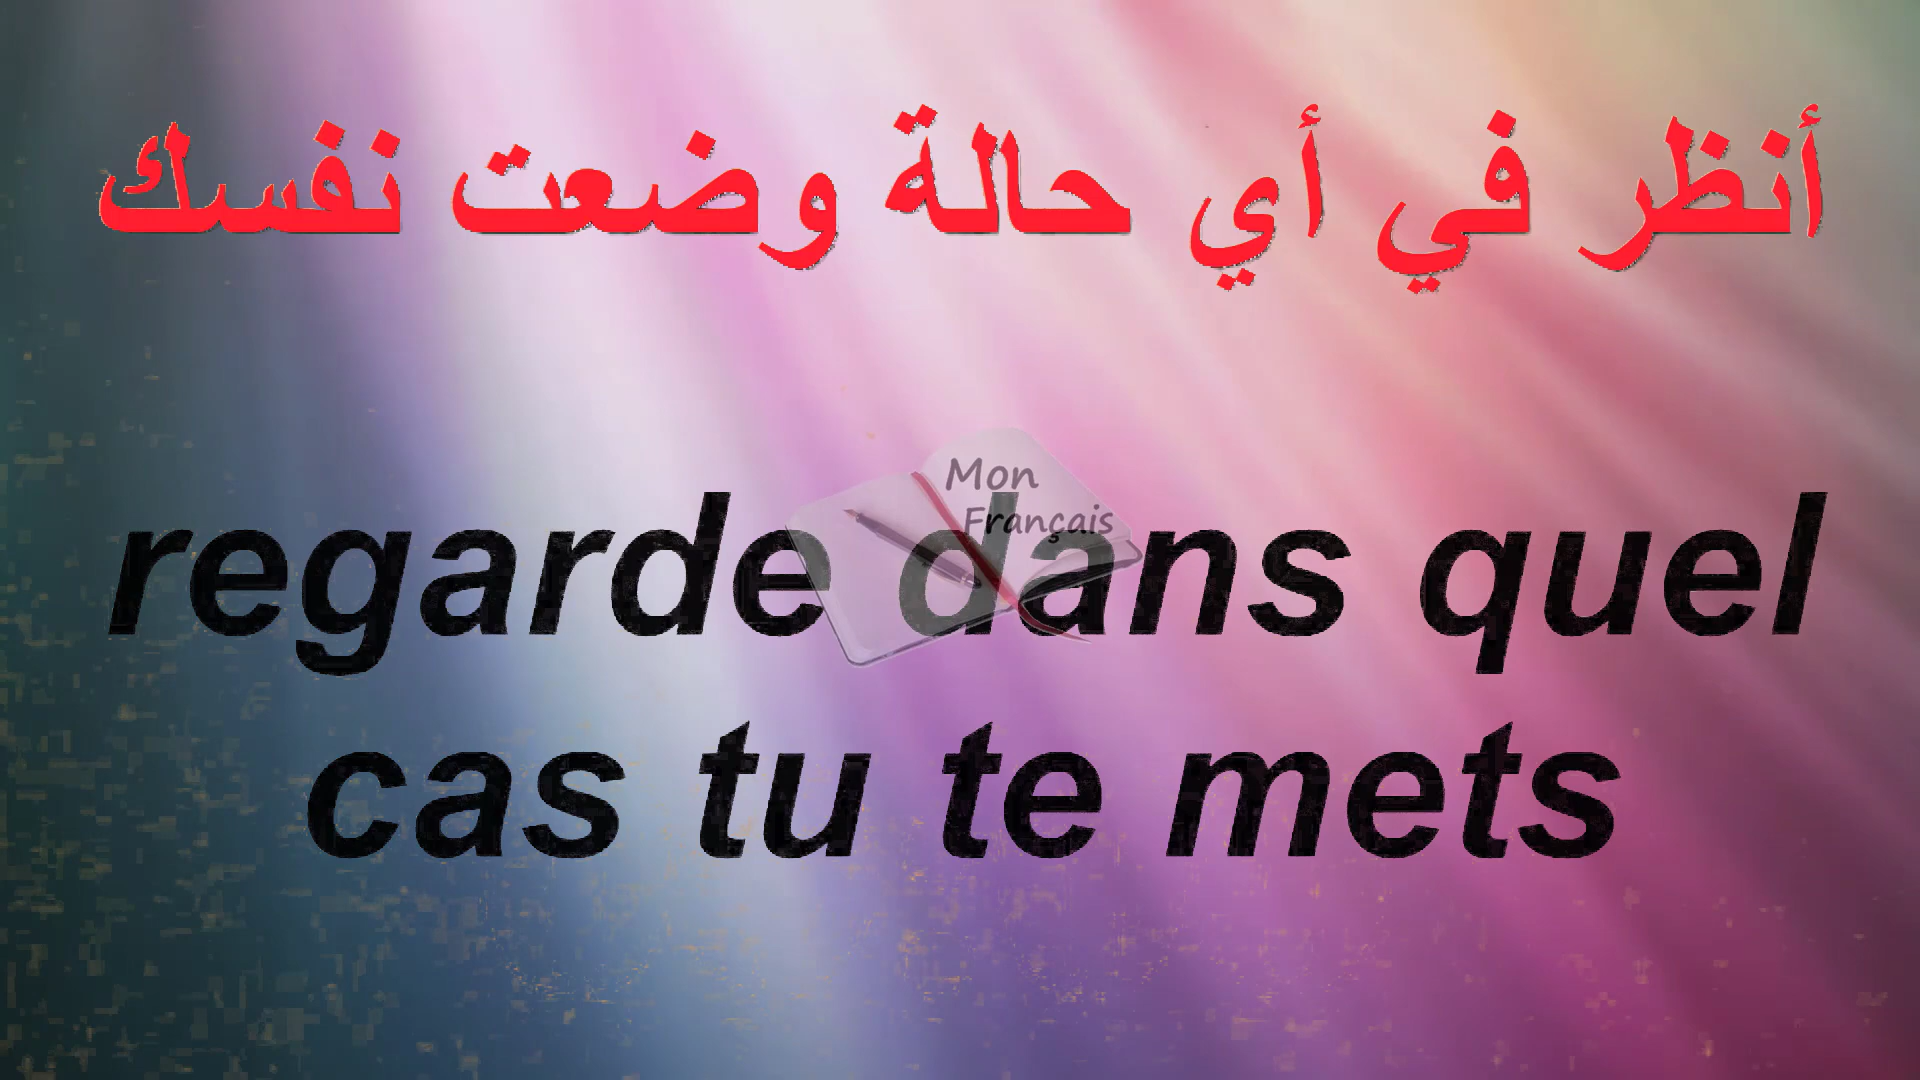 أنظر في أي حالة وضعت نفسك
Mon
Français
regarde dans quel
cas tu te mets